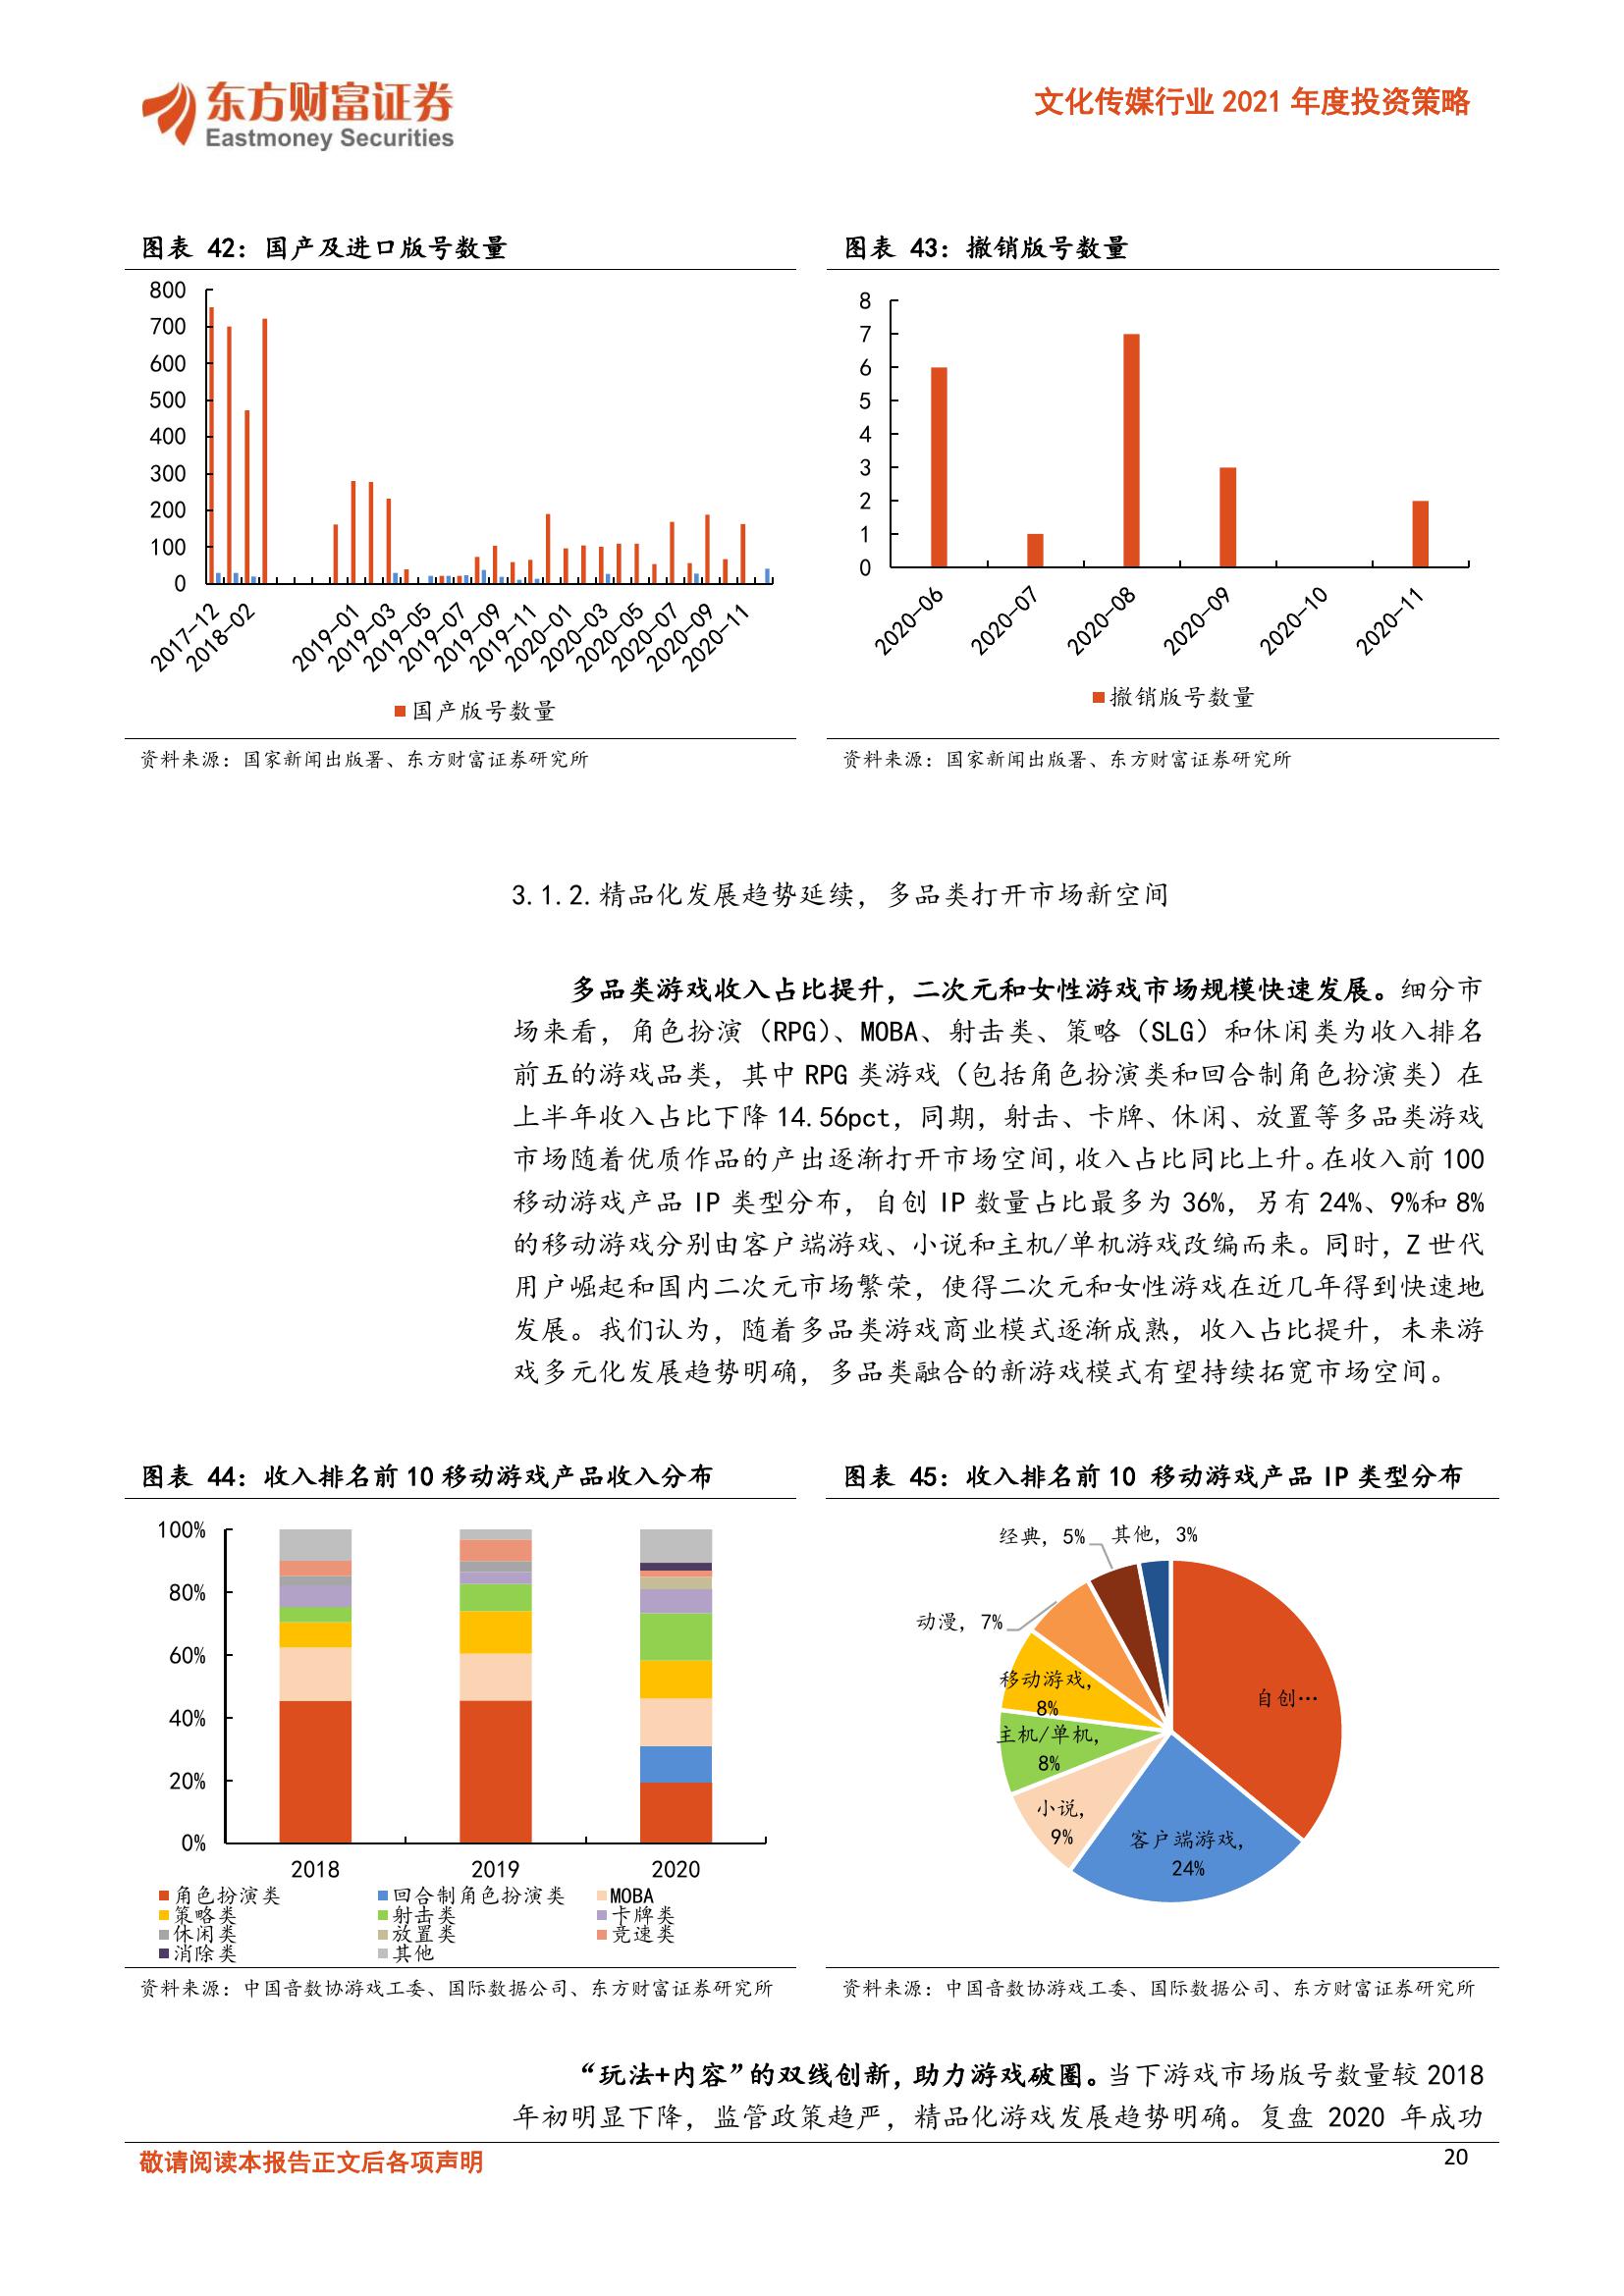 东方财富证券
Eastmoney Securities
文化传媒行业 2021 年度投资策略
图表 42：国产及进口版号数量
800
700
600
500
400
300
200
100
0
2017-12
2018-02
2019-01
2019-03
2019-05
2019-07
2019-09
2019-11
2020-01
2020-03
2020-05
2020-07
2020-09
2020-11
国产版号数量
资料来源：国家新闻出版署、东方财富证券研究所
图表 43：撤销版号数量
8
7
6
5
4
3
2
1
0
2020-06
2020-07
2020-08
2020-09
2020-10
2020-11
撤销版号数量
资料来源：国家新闻出版署、东方财富证券研究所
3.1.2.精品化发展趋势延续，多品类打开市场新空间
多品类游戏收入占比提升，二次元和女性游戏市场规模快速发展。细分市
场来看，角色扮演（RPG）、MOBA、射击类、策略（SLG）和休闲类为收入排名
前五的游戏品类，其中 RPG 类游戏（包括角色扮演类和回合制角色扮演类）在
上半年收入占比下降 14.56pct，同期，射击、卡牌、休闲、放置等多品类游戏
市场随着优质作品的产出逐渐打开市场空间，收入占比同比上升。在收入前 100
移动游戏产品 IP 类型分布，自创 IP 数量占比最多为 36%，另有 24%、9%和 8%
的移动游戏分别由客户端游戏、小说和主机/单机游戏改编而来。同时，Z 世代
用户崛起和国内二次元市场繁荣，使得二次元和女性游戏在近几年得到快速地
发展。我们认为，随着多品类游戏商业模式逐渐成熟，收入占比提升，未来游
戏多元化发展趋势明确，多品类融合的新游戏模式有望持续拓宽市场空间。
图表 44：收入排名前 10 移动游戏产品收入分布
100%
80%
60%
40%
20%
0%
2018
2019
2020
角色扮演类 回合制角色扮演类 MOBA
策略类 射击类 卡牌类
休闲类 放置类 竞速类
消除类 其他
资料来源：中国音数协游戏工委、国际数据公司、东方财富证券研究所
图表 45：收入排名前 10 移动游戏产品 IP 类型分布
经典, 5%
其他, 3%
动漫, 7%
移动游戏,
8%
主机/单机,
8%
小说,
9%
客户端游戏,
24%
自创…
资料来源：中国音数协游戏工委、国际数据公司、东方财富证券研究所
“玩法+内容”的双线创新，助力游戏破圈。当下游戏市场版号数量较 2018
年初明显下降，监管政策趋严，精品化游戏发展趋势明确。复盘 2020 年成功
敬请阅读本报告正文后各项声明
20